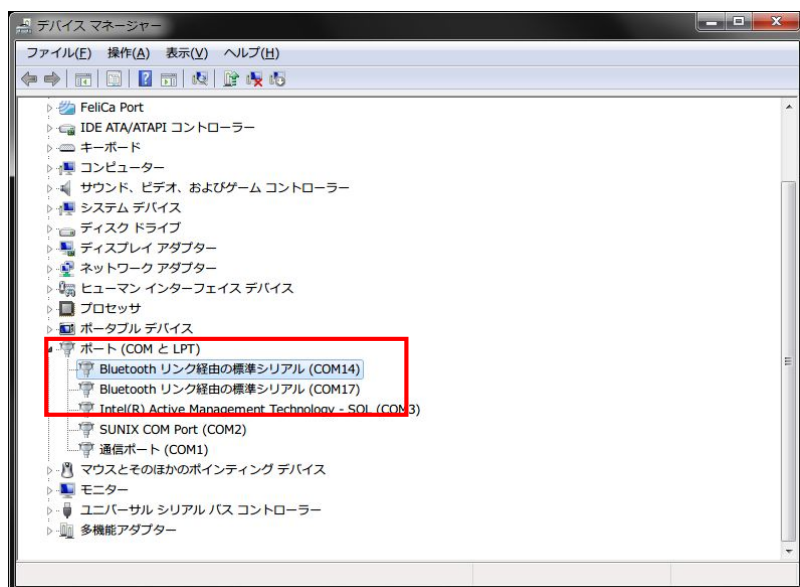 デバイス マネージャー
ファイル(F) 操作(A) 表示(V) ヘルプ(H)
FeliCa Port
IDE ATA/ATAPI コントローラー
キーボード
コンピューター
サウンド、ビデオ、およびゲーム コントローラー
システム デバイス
ディスク ドライブ
ディスプレイ アダプター
ネットワーク アダプター
ヒューマン インターフェイス デバイス
プロセッサ
ポータブル デバイス
ポート (COM と LPT)
Bluetooth リンク経由の標準シリアル (COM14)
Bluetooth リンク経由の標準シリアル (COM17)
Intel(R) Active Management Technology - SOL (COM3)
SUNIX COM Port (COM2)
通信ポート (COM1)
マウスとそのほかのポインティング デバイス
モニター
ユニバーサル シリアル バス コントローラー
多機能アダプター